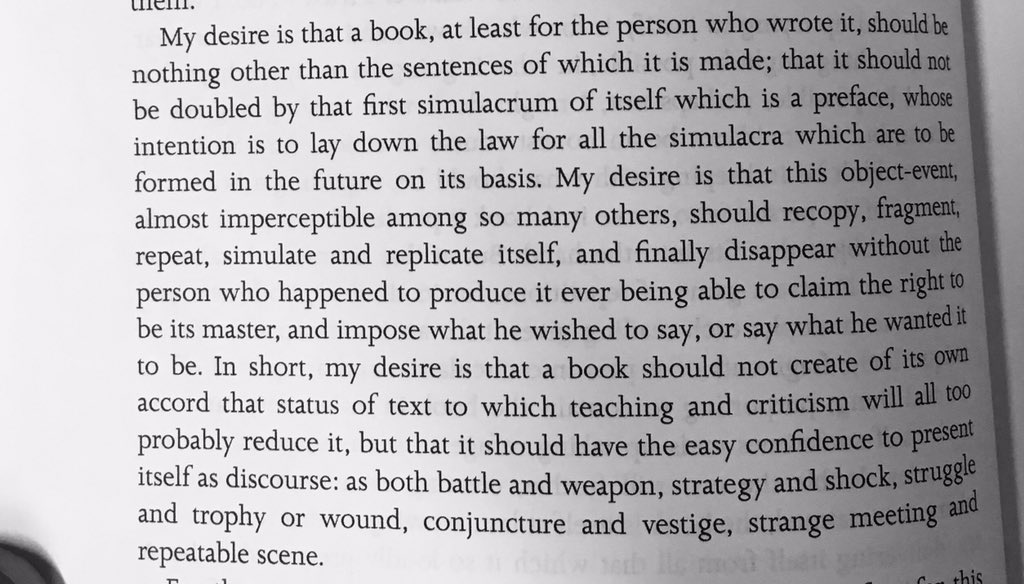 them.
My desire is that a book, at least for the person who wrote it, should be
nothing other than the sentences of which it is made; that it should not
be doubled by that first simulacrum of itself which is a preface, whose
intention is to lay down the law for all the simulacra which are to be
formed in the future on its basis. My desire is that this object-event,
almost imperceptible among so many others, should recopy, fragment,
repeat, simulate and replicate itself, and finally disappear without the
person who happened to produce it ever being able to claim the right to
be its master, and impose what he wished to say, or say what he wanted it
to be. In short, my desire is that a book should not create of its own
accord that status of text to which teaching and criticism will all too
probably reduce it, but that it should have the easy confidence to present
itself as discourse: as both battle and weapon, strategy and shock, struggle
and trophy or wound, conjuncture and vestige, strange meeting and
repeatable scene.
this